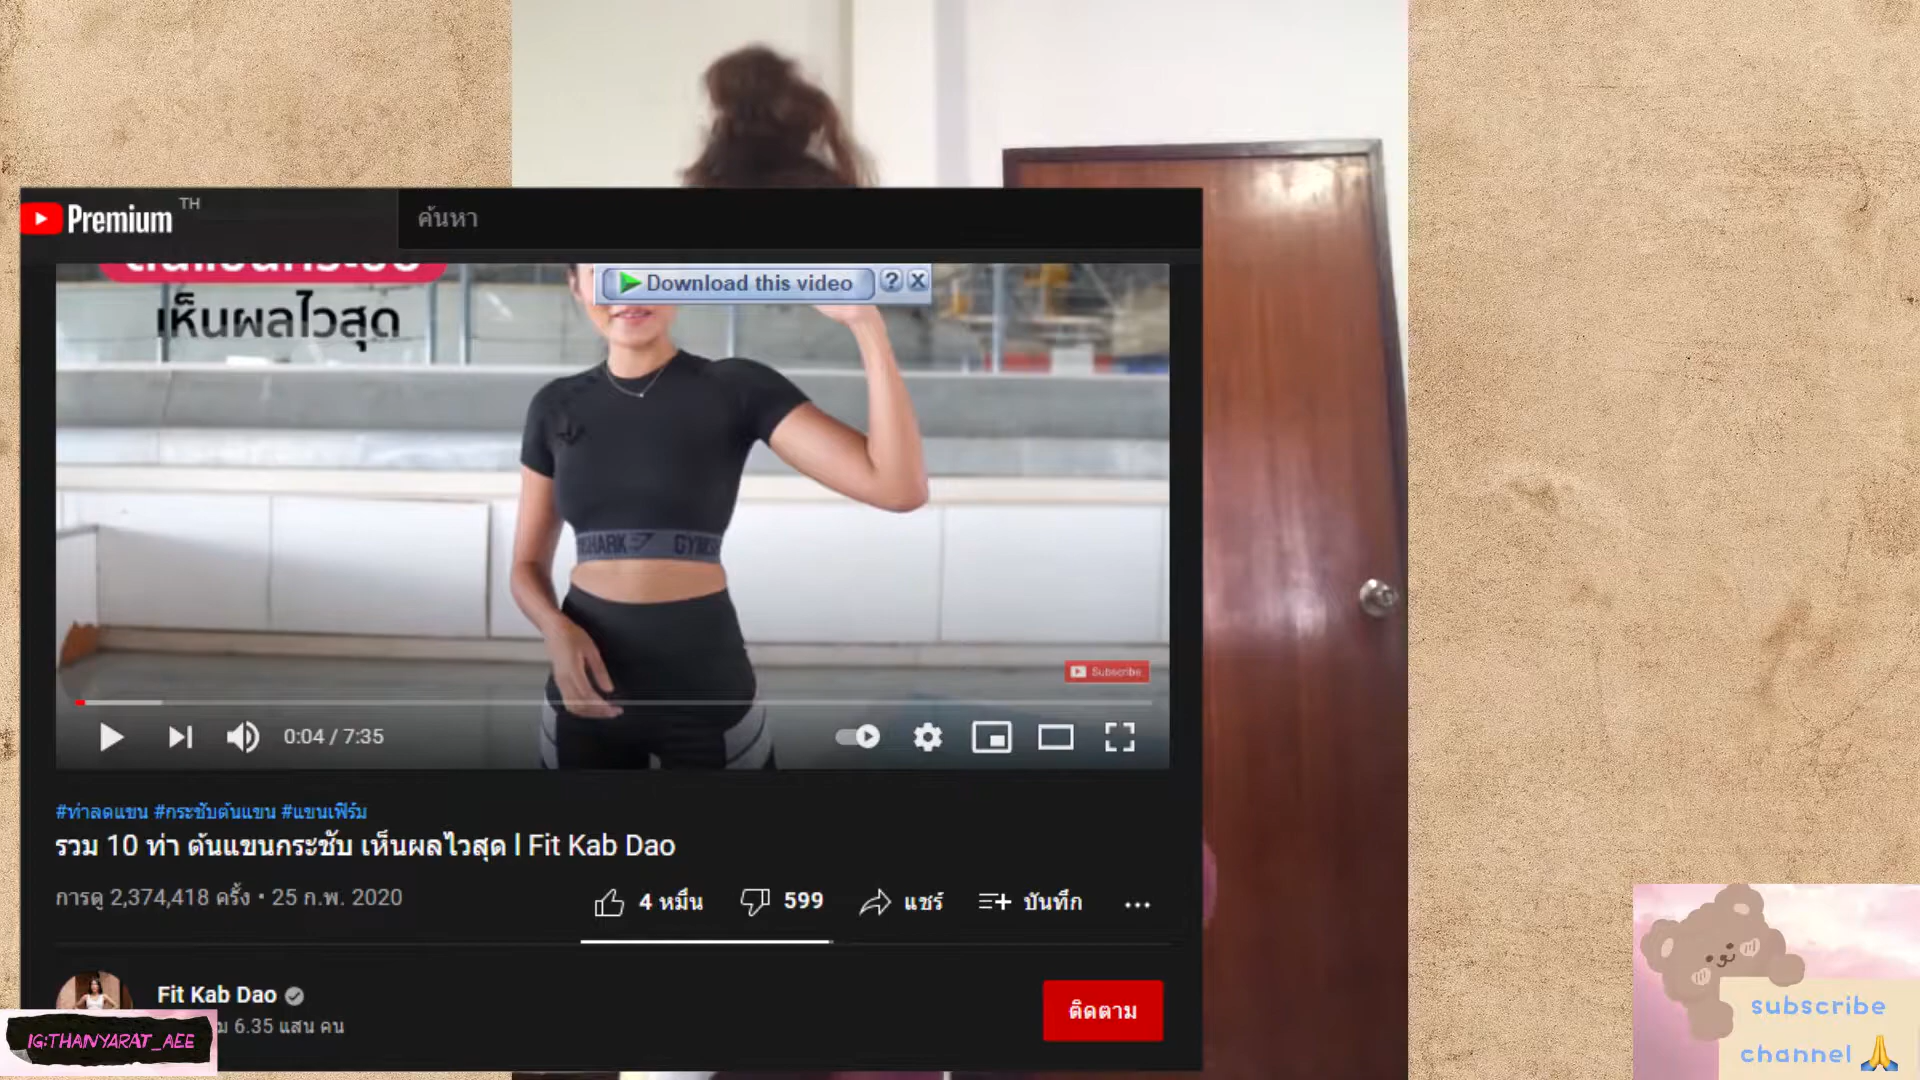 Premium TH
ค้นหา
เห็นผลไวสุด
Download this video ? X
GYMS
Subscribe
0:04 / 7:35
#ท่าลดแขน #กระชับต้นแขน #แขนเฟิร์ม
รวม 10 ท่า ต้นแขนกระชับ เห็นผลไวสุด l Fit Kab Dao
การดู 2,374,418 ครั้ง • 25 ก.พ. 2020
4 หมื่น
599
แชร์
บันทึก
Fit Kab Dao
6.35 แสน คน
ติดตาม
IG:THANYARAT_AEE
subscribe
channel